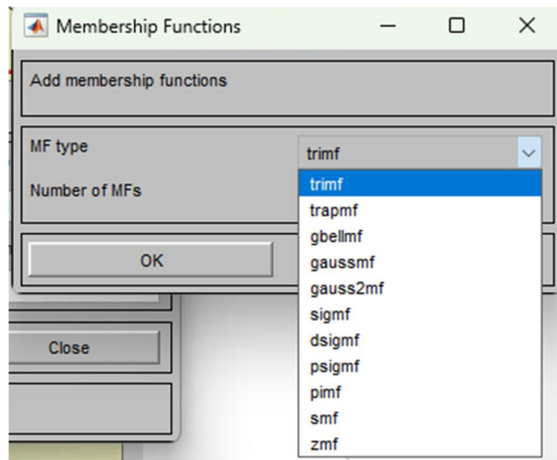 Membership Functions
Add membership functions
MF type
trimf
Number of MFs
trimf
trapmf
gbellmf
gaussmf
gauss2mf
sigmf
dsigmf
psigmf
pimf
smf
zmf
OK
Close